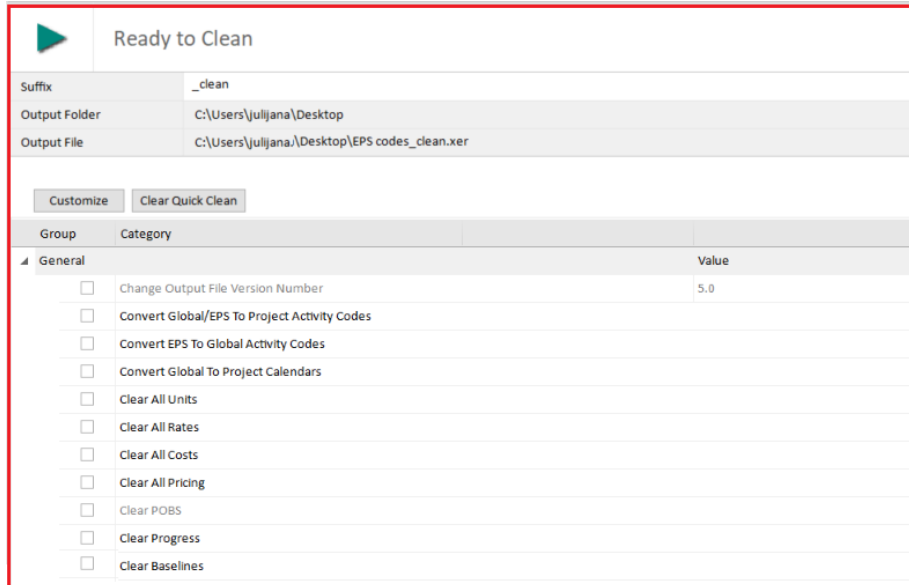 Ready to Clean
Suffix _clean
Output Folder C:\Users\julijana\Desktop
Output File C:\Users\julijana.\Desktop\EPS codes_clean.xer
Customize Clear Quick Clean
Group Category
General Value
Change Output File Version Number 5.0
Convert Global/EPS To Project Activity Codes
Convert EPS To Global Activity Codes
Convert Global To Project Calendars
Clear All Units
Clear All Rates
Clear All Costs
Clear All Pricing
Clear POBS
Clear Progress
Clear Baselines